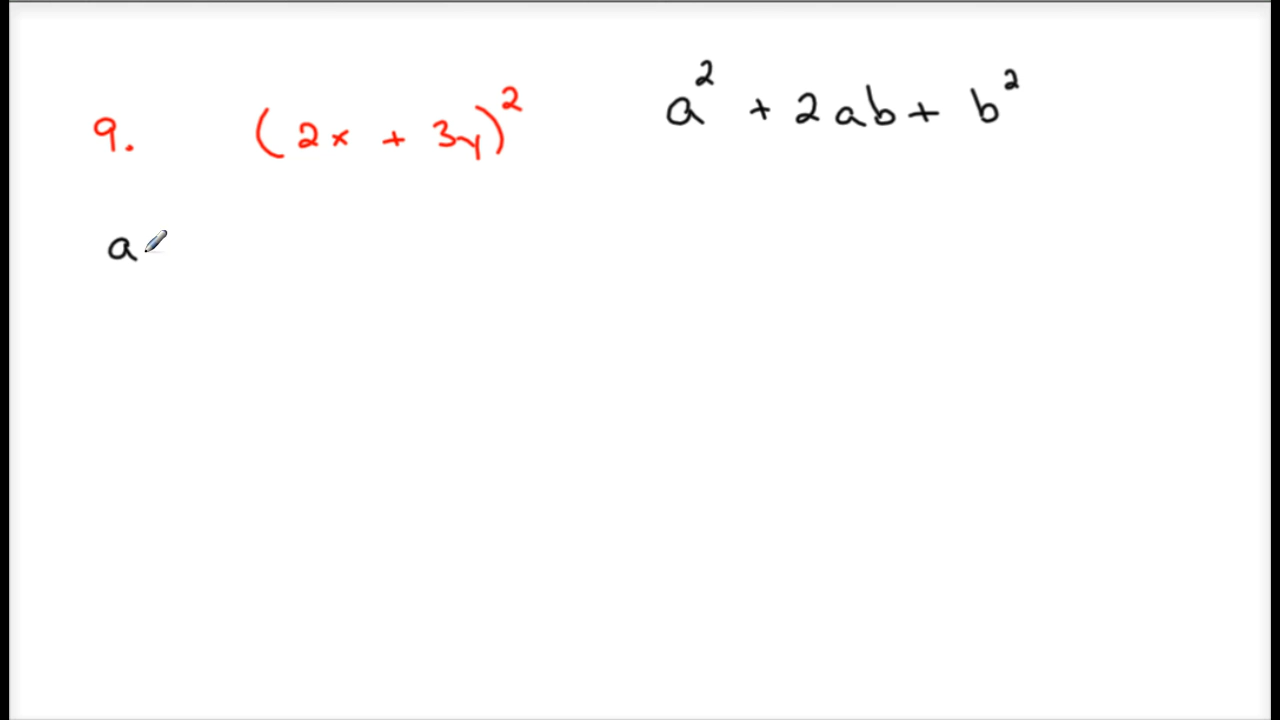 9. (2x + 3y)² a² + 2ab + b²
a